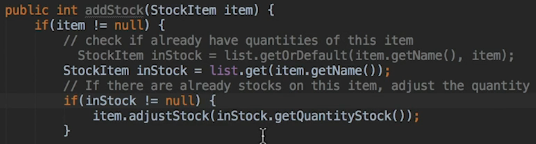 public int addStock(StockItem item) {
if(item != null) {
// check if already have quantities of this item
StockItem inStock = list.getOrDefault(item.getName(), item);
StockItem inStock = list.get(item.getName());
// If there are already stocks on this item, adjust the quantity
if(inStock != null) {
item.adjustStock(inStock.getQuantityStock());
}